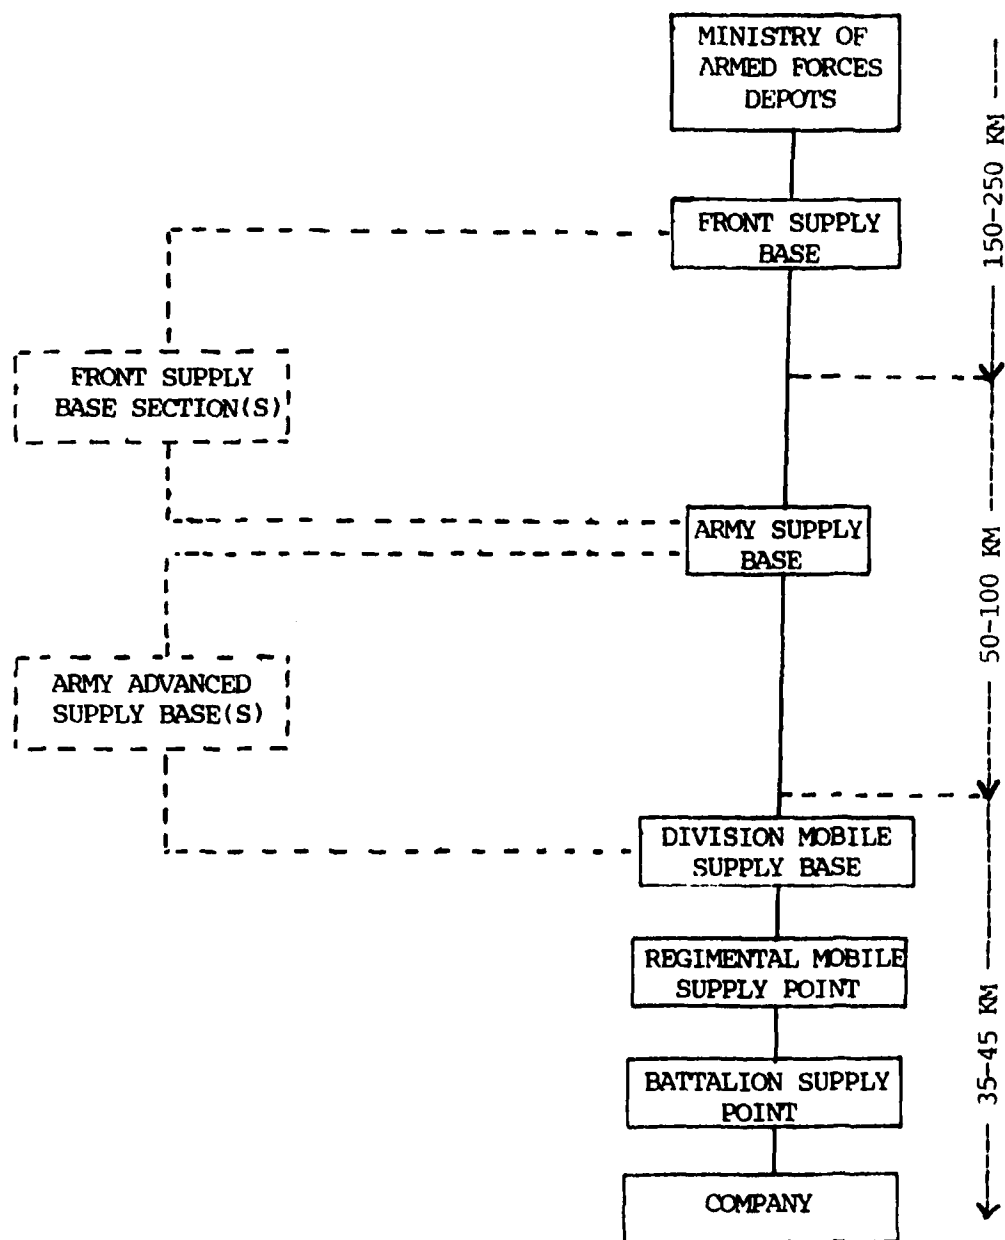 MINISTRY OF
ARMED FORCES
DEPOTS
150-250 KM
FRONT SUPPLY
BASE
FRONT SUPPLY
BASE SECTION(S)
ARMY SUPPLY
BASE
50-100 KM
ARMY ADVANCED
SUPPLY BASE(S)
DIVISION MOBILE
SUPPLY BASE
REGIMENTAL MOBILE
SUPPLY POINT
35-45 KM
BATTALION SUPPLY
POINT
COMPANY